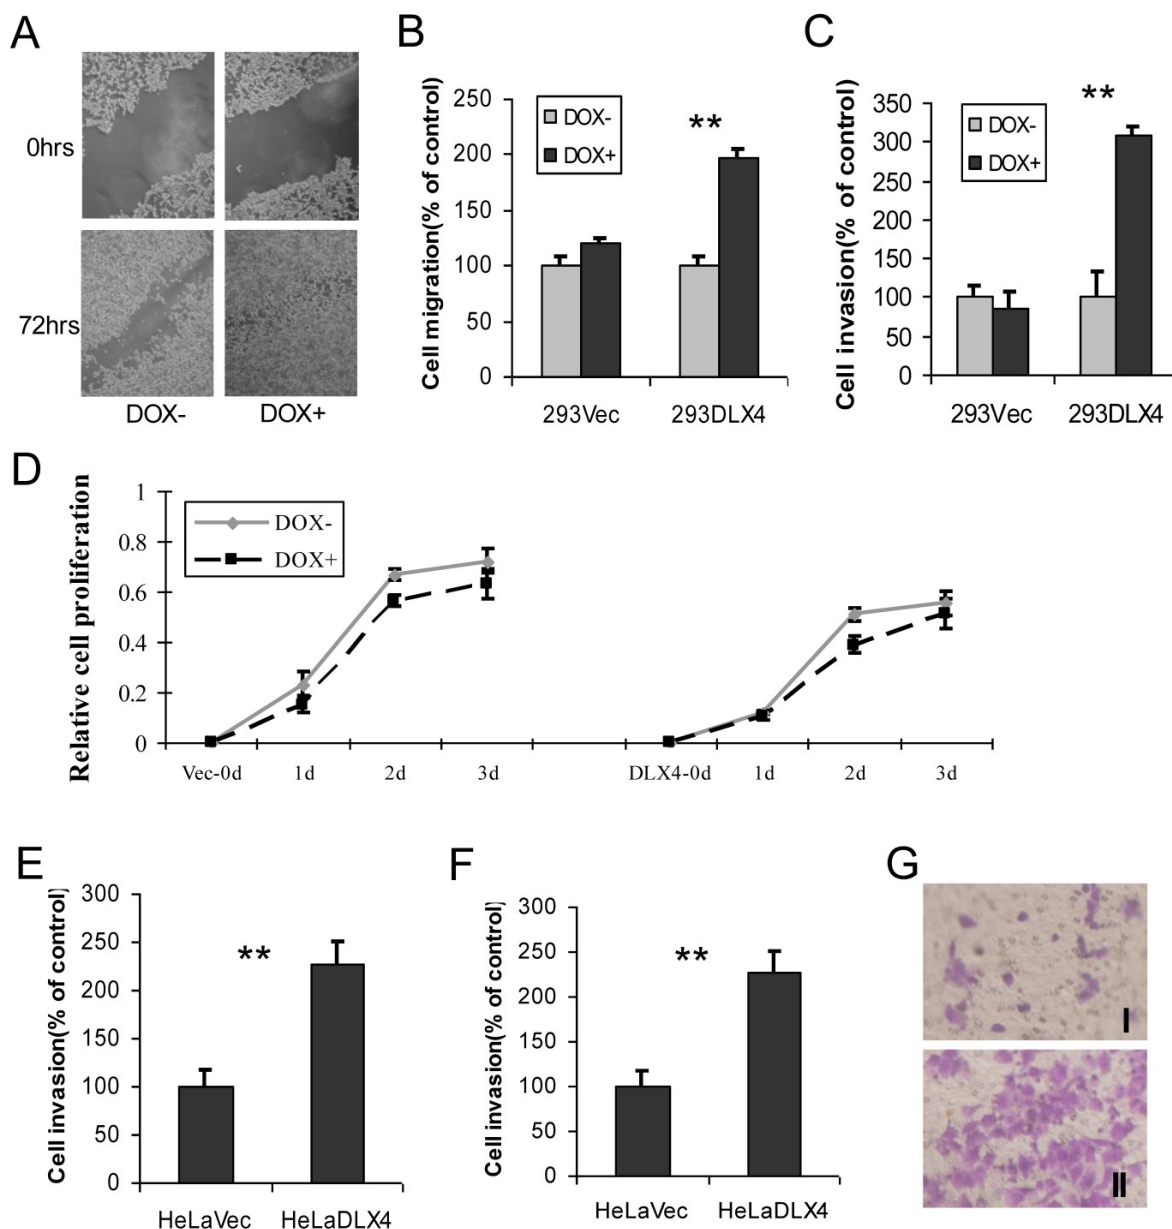 A
0hrs
72hrs
DOX-
DOX+
B
Cell migration(% of control)
250
200
150
100
50
0
DOX-
DOX+
**
293Vec
293DLX4
C
Cell invasion(% of control)
350
300
250
200
150
100
50
0
DOX-
DOX+
**
293Vec
293DLX4
D
Relative cell proliferation
1
0.8
0.6
0.4
0.2
0
DOX-
DOX+
Vec-0d
1d
2d
3d
DLX4-0d
1d
2d
3d
E
Cell invasion(% of control)
300
250
200
150
100
50
0
**
HeLaVec
HeLaDLX4
F
Cell invasion(% of control)
300
250
200
150
100
50
0
**
HeLaVec
HeLaDLX4
G
I
II